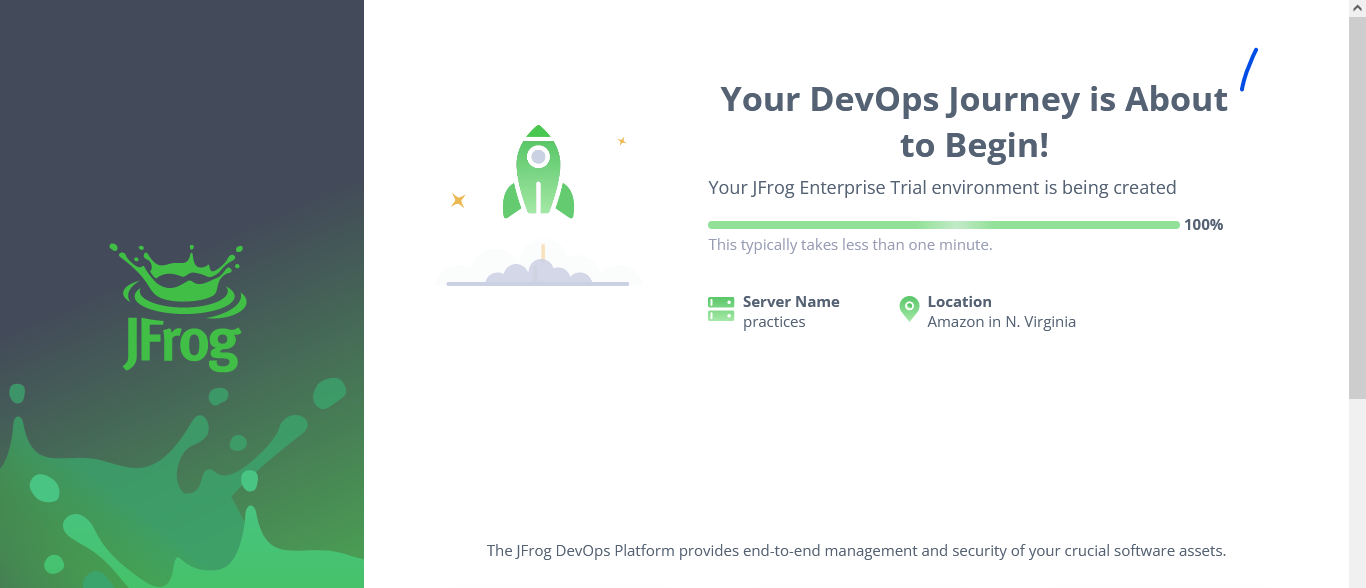 JFrog
Your DevOps Journey is About
to Begin!
Your JFrog Enterprise Trial environment is being created
100%
This typically takes less than one minute.
Server Name
practices
Location
Amazon in N. Virginia
The JFrog DevOps Platform provides end-to-end management and security of your crucial software assets.